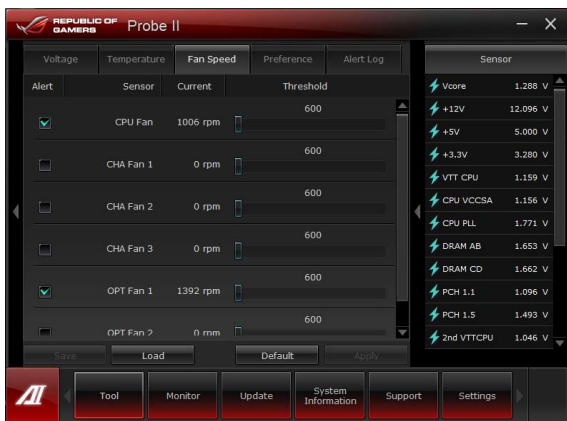 REPUBLIC OF GAMERS Probe II
Voltage Temperature Fan Speed Preference Alert Log
Alert Sensor Current Threshold
CPU Fan 1006 rpm 600
CHA Fan 1 0 rpm 600
CHA Fan 2 0 rpm 600
CHA Fan 3 0 rpm 600
OPT Fan 1 1392 rpm 600
OPT Fan 2 0 rpm 600
Save Load Default Apply
Sensor
Vcore 1.288 V
+12V 12.096 V
+5V 5.000 V
+3.3V 3.280 V
VTT CPU 1.159 V
CPU VCCSA 1.156 V
CPU PLL 1.771 V
DRAM AB 1.653 V
DRAM CD 1.662 V
PCH 1.1 1.096 V
PCH 1.5 1.493 V
2nd VTTCPU 1.046 V
AI Tool Monitor Update System Information Support Settings